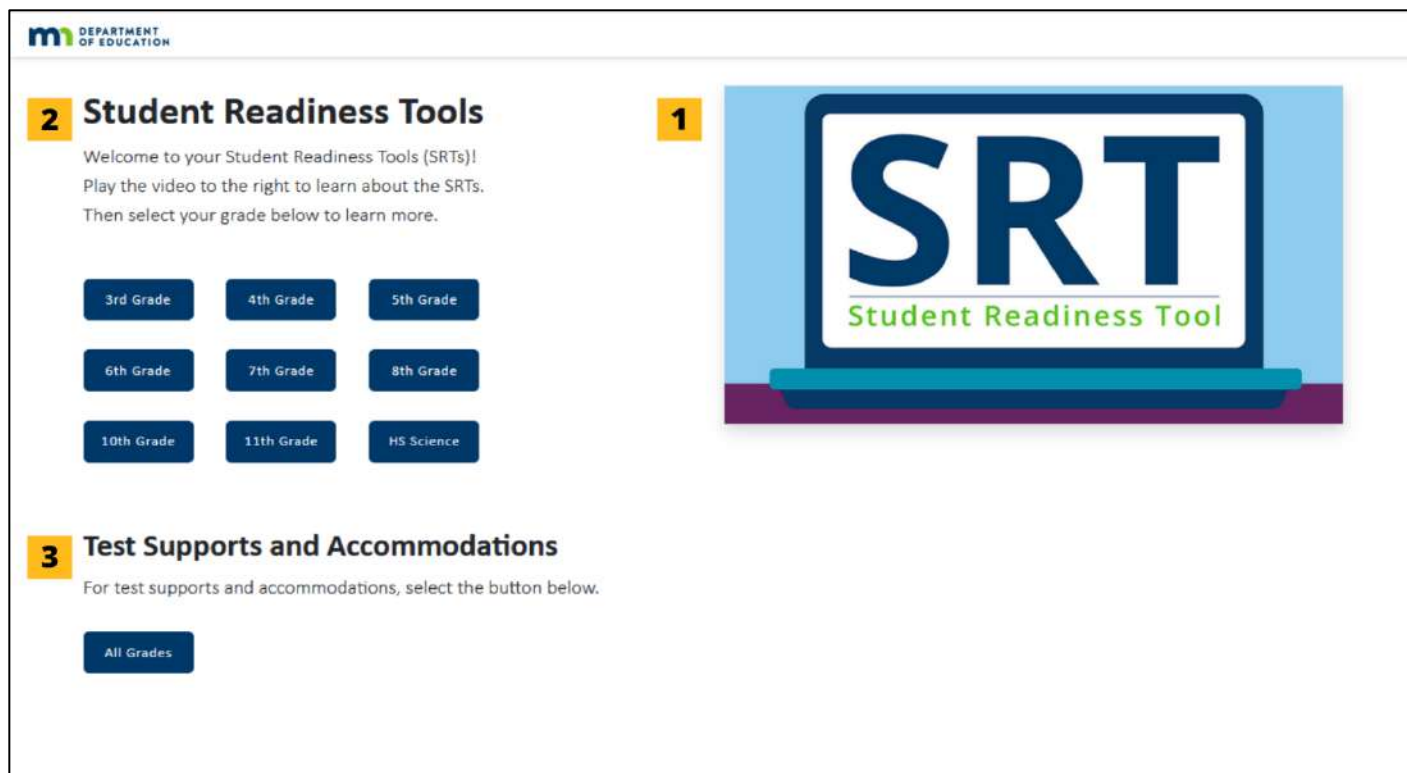 mn DEPARTMENT
OF EDUCATION
2 Student Readiness Tools
Welcome to your Student Readiness Tools (SRTs)!
Play the video to the right to learn about the SRTs.
Then select your grade below to learn more.
3rd Grade 4th Grade 5th Grade
6th Grade 7th Grade 8th Grade
10th Grade 11th Grade HS Science
1
SRT
Student Readiness Tool
3 Test Supports and Accommodations
For test supports and accommodations, select the button below.
All Grades